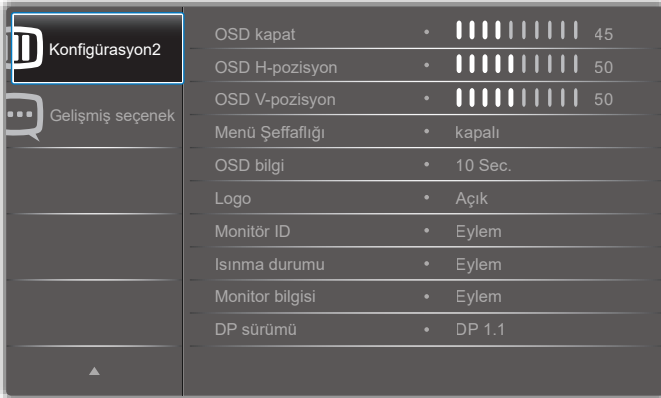 Konfigürasyon2
Gelişmiş seçenek
OSD kapat • 45
OSD H-pozisyon • 50
OSD V-pozisyon • 50
Menü Şeffaflığı • kapalı
OSD bilgi • 10 Sec.
Logo • Açık
Monitör ID • Eylem
Isınma durumu • Eylem
Monitor bilgisi • Eylem
DP sürümü • DP 1.1